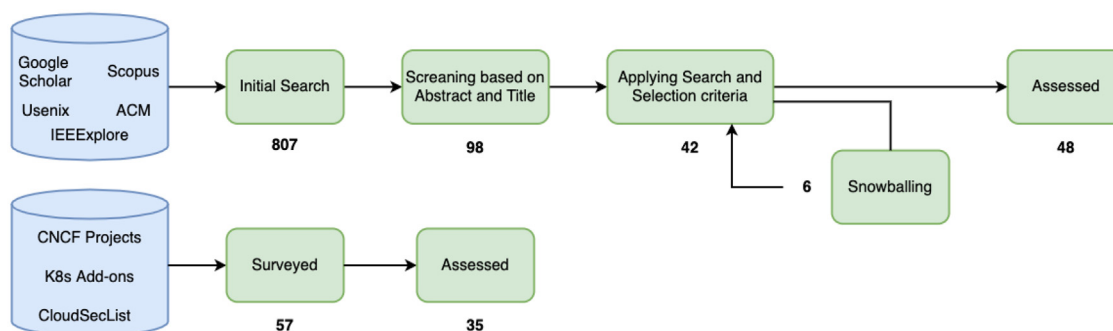 Google
Scholar
Scopus
Usenix
ACM
IEEExplore
Initial Search
807
Screaning based on
Abstract and Title
98
Applying Search and
Selection criteria
42
Assessed
48
6
Snowballing
CNCF Projects
K8s Add-ons
CloudSecList
Surveyed
57
Assessed
35